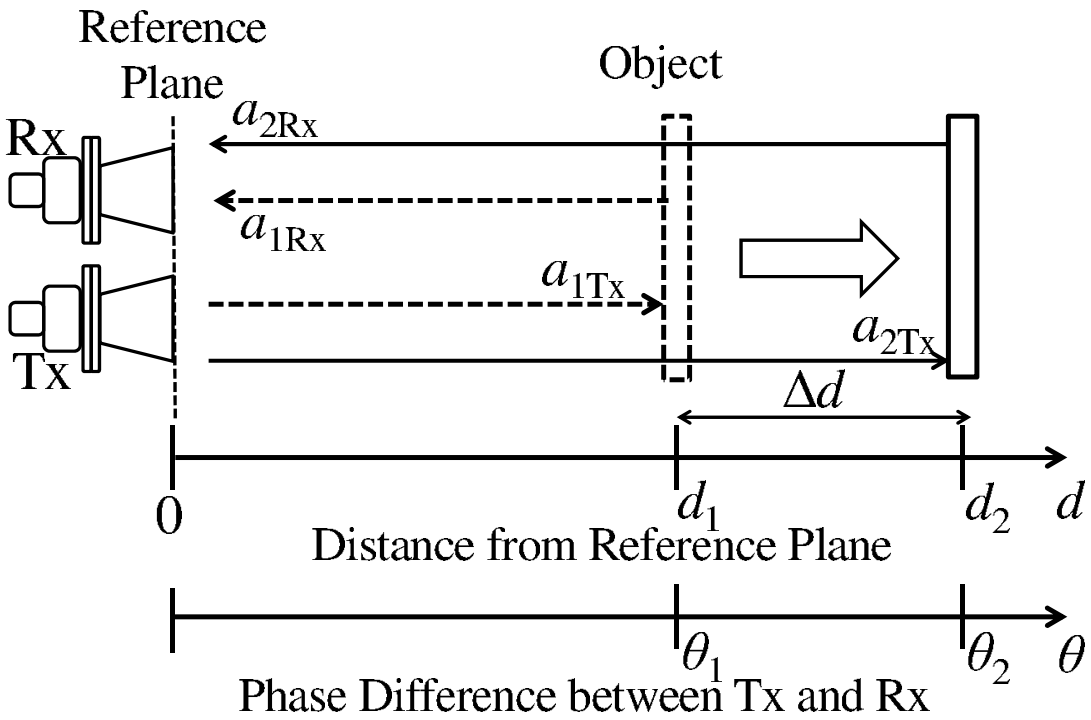 Reference
Plane
Object
a2Rx
Rx
a1Rx
a1Tx
a2Tx
Tx
Δd
0
d1
d2
d
Distance from Reference Plane
θ1
θ2
θ
Phase Difference between Tx and Rx